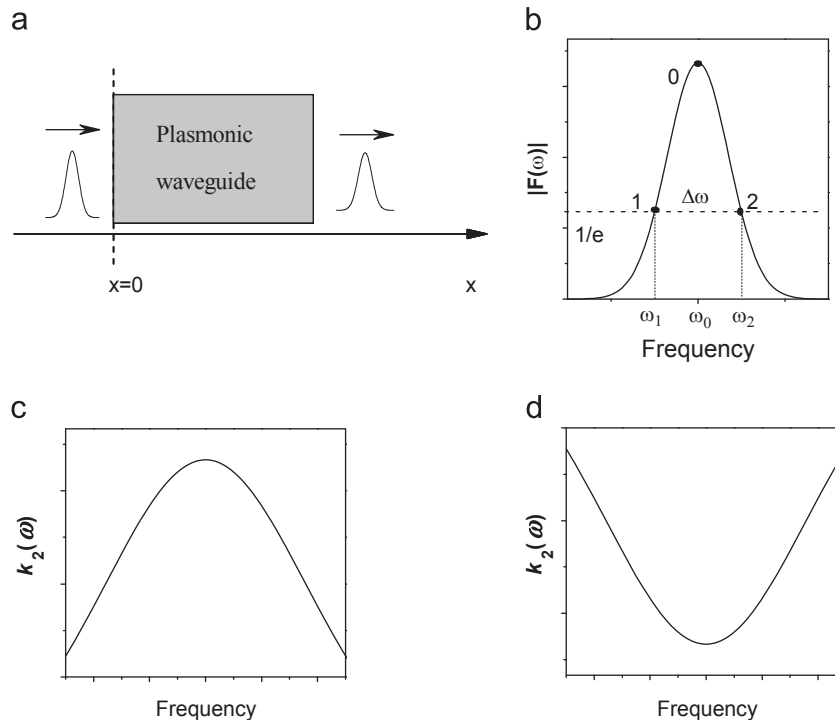 a
Plasmonic
waveguide
x=0
x
b
|F(ω)|
0
1
Δω
2
1/e
ω₁
ω₀
ω₂
Frequency
c
k₂(ω)
Frequency
d
k₂(ω)
Frequency